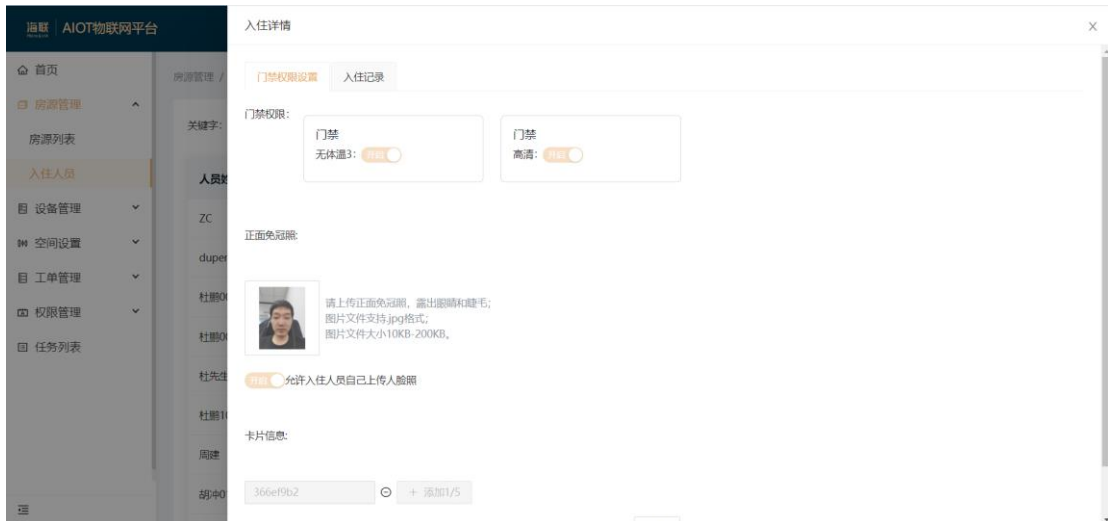 海联 AIOT物联网平台
入住详情
首页
房源管理
房源列表
入住人员
设备管理
空间设置
工单管理
权限管理
任务列表
房源管理 /
关键字:
人员姓
ZC
duper
杜鹏0
杜鹏0
杜先生
杜鹏1
周建
胡冲0
门禁权限设置 入住记录
门禁权限:
门禁
无体温3: 开启
门禁
高清: 开启
正面免冠照:
请上传正面免冠照，露出眼睛和睫毛;
图片文件支持.jpg格式;
图片文件大小10KB-200KB。
开启 允许入住人员自己上传人脸照
卡片信息:
366ef9b2
+ 添加1/5